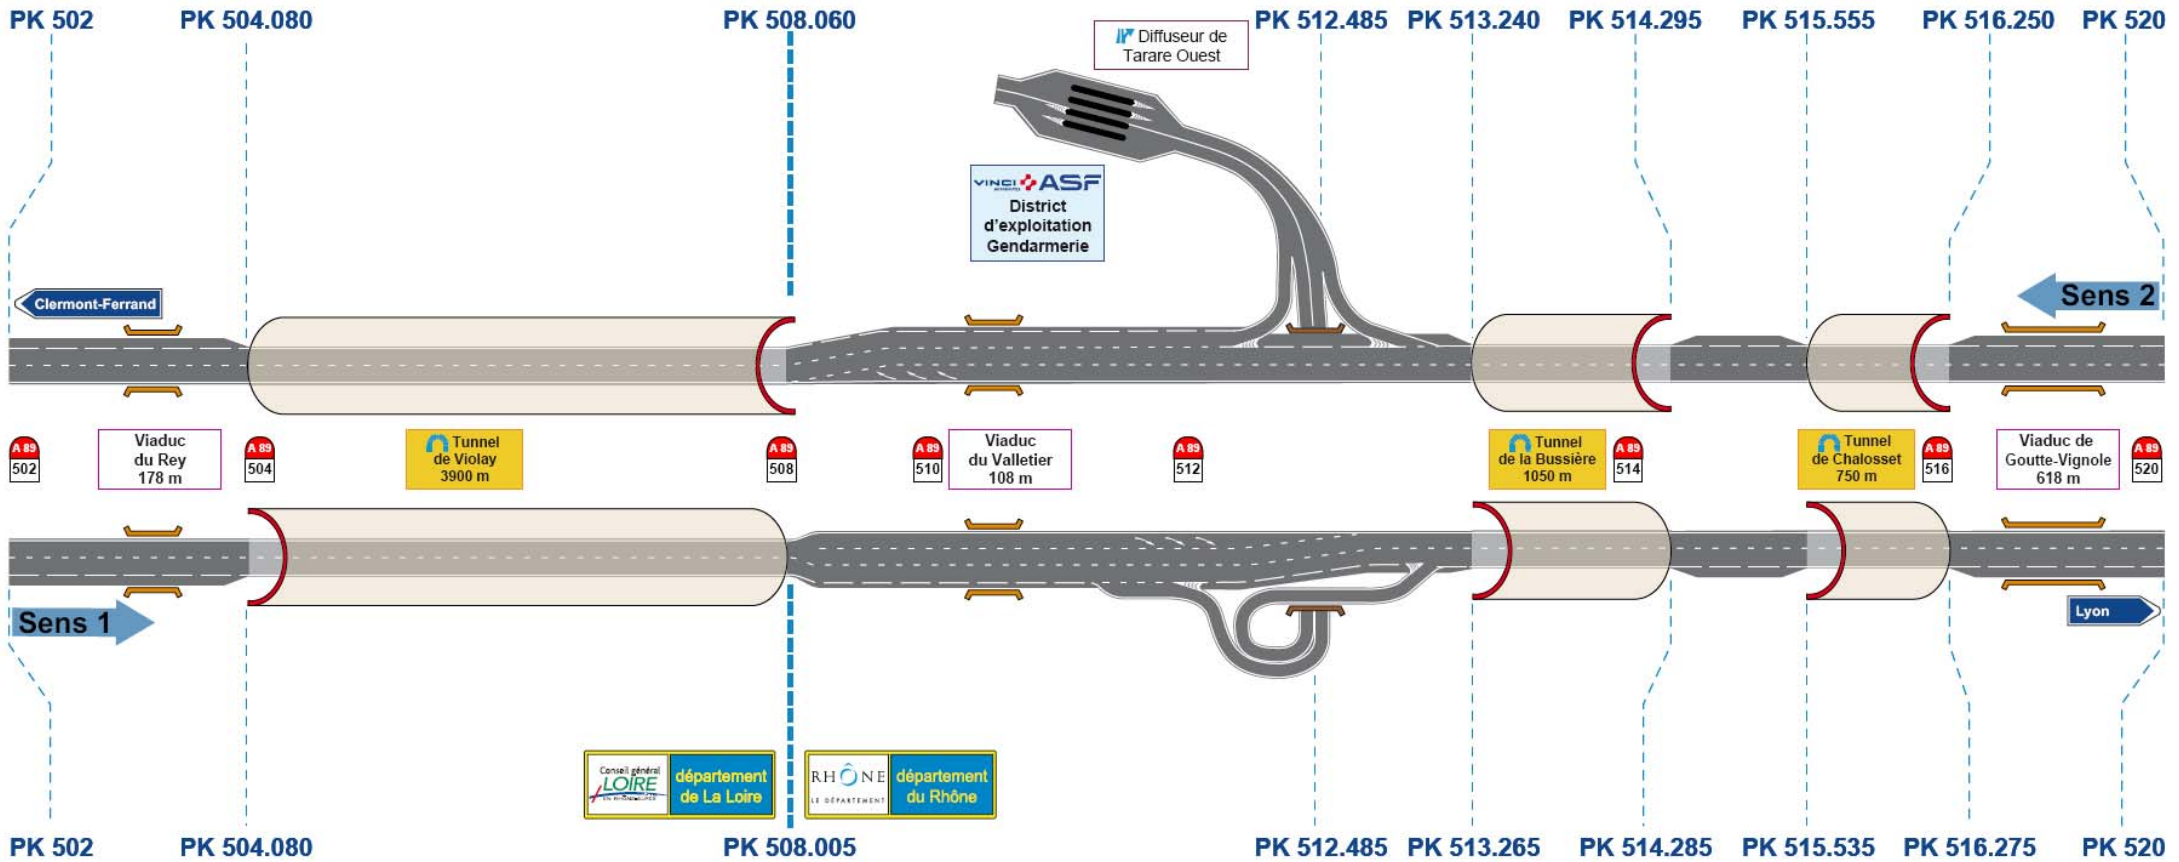 PK 502
PK 504.080
PK 508.060
PK 512.485
PK 513.240
PK 514.295
PK 515.555
PK 516.250
PK 520
Diffuseur de
Tarare Ouest
VINCI ASF
District
d'exploitation
Gendarmerie
Clermont-Ferrand
Sens 2
A 89
502
Viaduc
du Rey
178 m
A 89
504
Tunnel
de Violay
3900 m
A 89
508
A 89
510
Viaduc
du Valletier
108 m
A 89
512
Tunnel
de la Bussière
1050 m
A 89
514
Tunnel
de Chalosset
750 m
A 89
516
Viaduc de
Goutte-Vignole
618 m
A 89
520
Sens 1
Lyon
Conseil général
LOIRE
EN RHÔNE-ALPES
département
de La Loire
RHÔNE
LE DÉPARTEMENT
département
du Rhône
PK 502
PK 504.080
PK 508.005
PK 512.485
PK 513.265
PK 514.285
PK 515.535
PK 516.275
PK 520